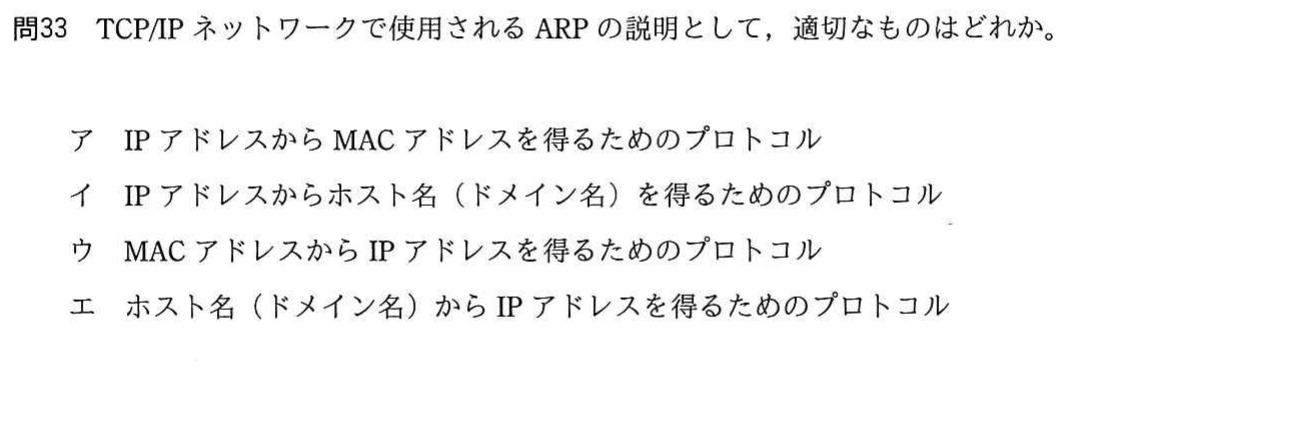 問33 TCP/IP ネットワークで使用される ARP の説明として，適切なものはどれか。
ア IP アドレスから MAC アドレスを得るためのプロトコル
イ IP アドレスからホスト名（ドメイン名）を得るためのプロトコル
ウ MAC アドレスから IP アドレスを得るためのプロトコル
エ ホスト名（ドメイン名）から IP アドレスを得るためのプロトコル